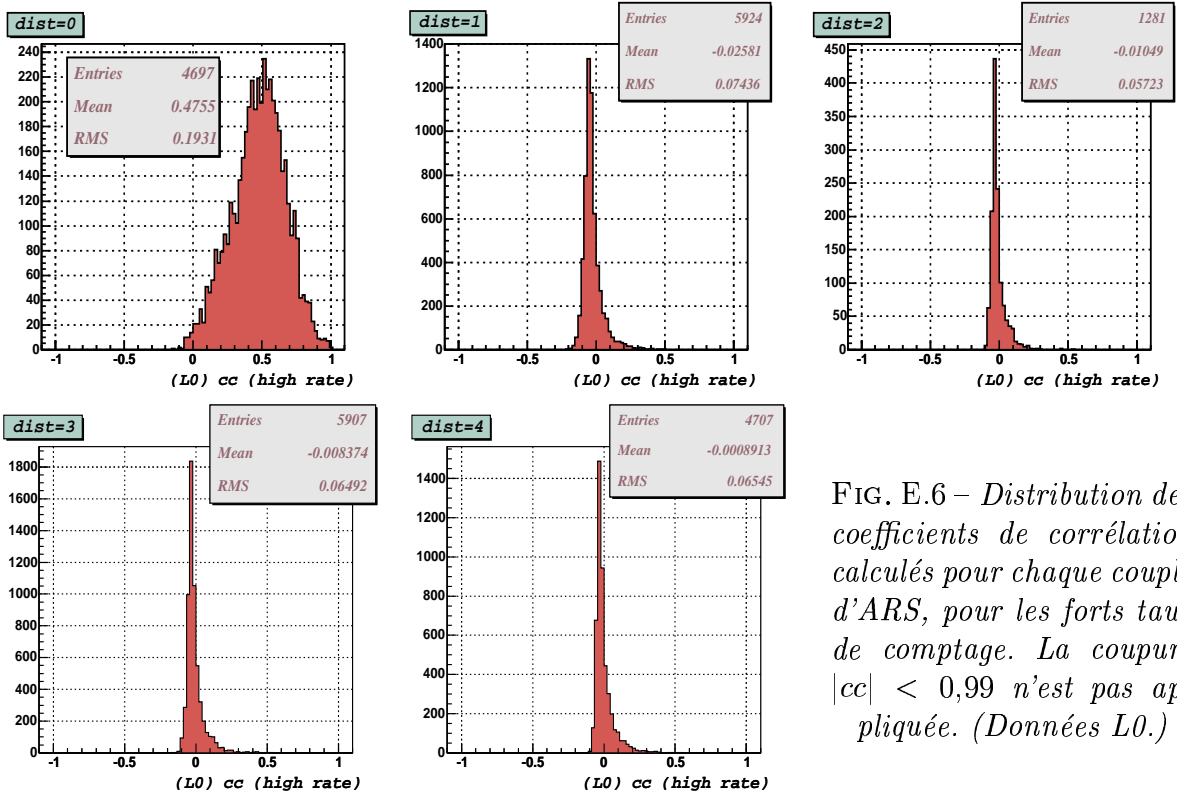 dist=0
Entries 4697
Mean 0.4755
RMS 0.1931
240
220
200
180
160
140
120
100
80
60
40
20
0
-1 -0.5 0 0.5 1
(L0) cc (high rate)
dist=1
Entries 5924
Mean -0.02581
RMS 0.07436
1400
1200
1000
800
600
400
200
0
-1 -0.5 0 0.5 1
(L0) cc (high rate)
dist=2
Entries 1281
Mean -0.01049
RMS 0.05723
450
400
350
300
250
200
150
100
50
0
-1 -0.5 0 0.5 1
(L0) cc (high rate)
dist=3
Entries 5907
Mean -0.008374
RMS 0.06492
1800
1600
1400
1200
1000
800
600
400
200
0
-1 -0.5 0 0.5 1
(L0) cc (high rate)
dist=4
Entries 4707
Mean -0.0008913
RMS 0.06545
1400
1200
1000
800
600
400
200
0
-1 -0.5 0 0.5 1
(L0) cc (high rate)
FIG. E.6 – Distribution de
coefficients de corrélatio
calculés pour chaque coupl
d'ARS, pour les forts tau
de comptage. La coupur
|cc| < 0,99 n'est pas ap
pliquée. (Données L0.)